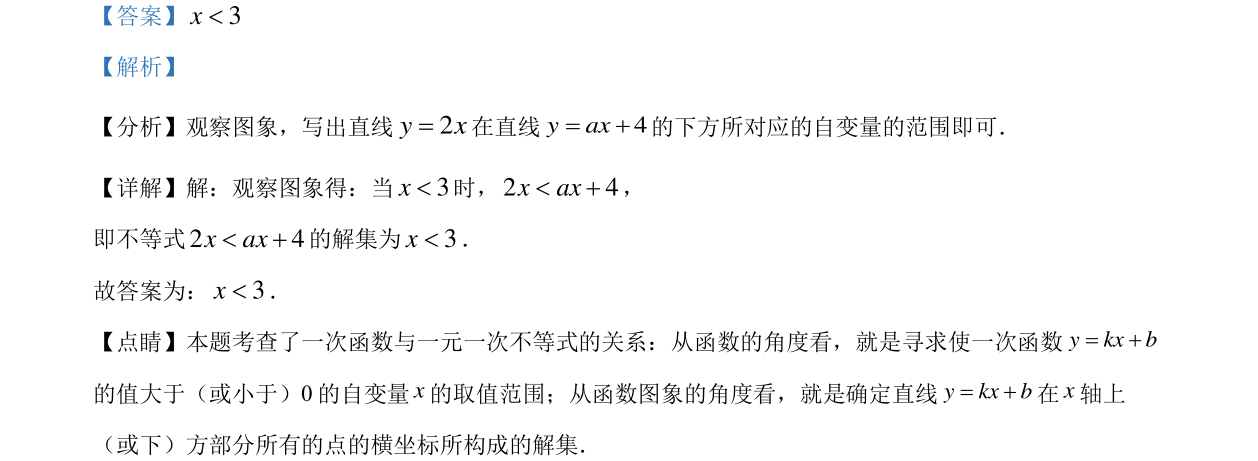 【答案】x < 3
【解析】
【分析】观察图象，写出直线 y = 2x 在直线 y = ax + 4 的下方所对应的自变量的范围即可．
【详解】解：观察图象得：当 x < 3 时，2x < ax + 4，
即不等式 2x < ax + 4 的解集为 x < 3．
故答案为：x < 3．
【点睛】本题考查了一次函数与一元一次不等式的关系：从函数的角度看，就是寻求使一次函数 y = kx + b
的值大于（或小于）0 的自变量 x 的取值范围；从函数图象的角度看，就是确定直线 y = kx + b 在 x 轴上
（或下）方部分所有的点的横坐标所构成的解集．